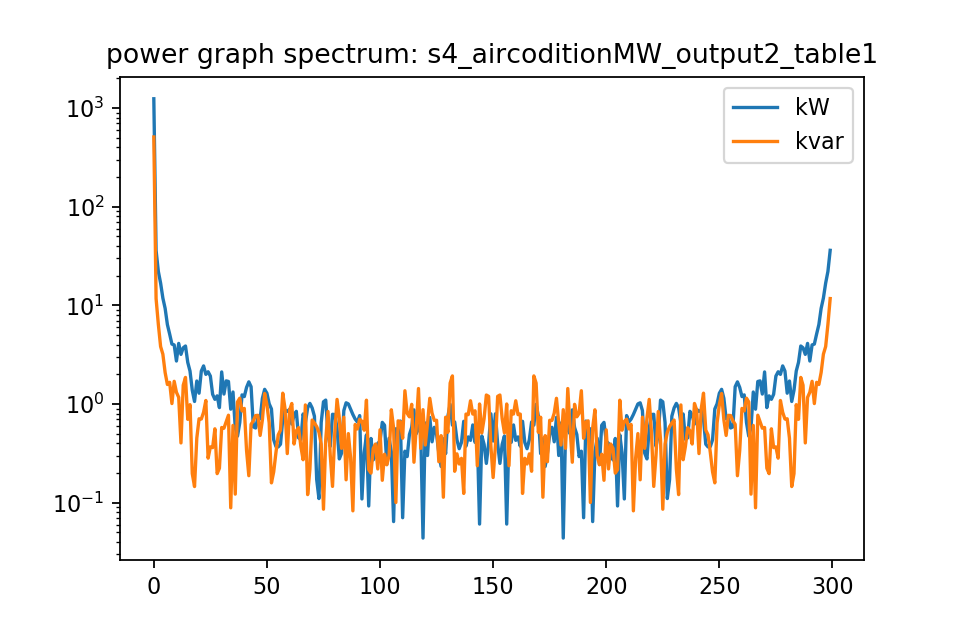 power graph spectrum: s4_aircoditionMW_output2_table1
kW
kvar
10³
10²
10¹
10⁰
10⁻¹
0 50 100 150 200 250 300